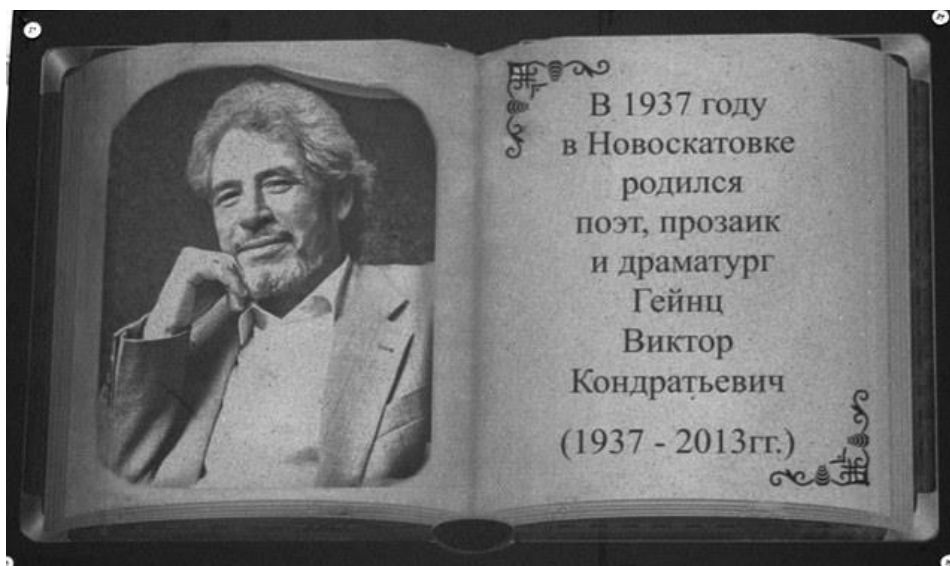 В 1937 году
в Новоскатовке
родился
поэт, прозаик
и драматург
Гейнц
Виктор
Кондратьевич
(1937 - 2013гг.)